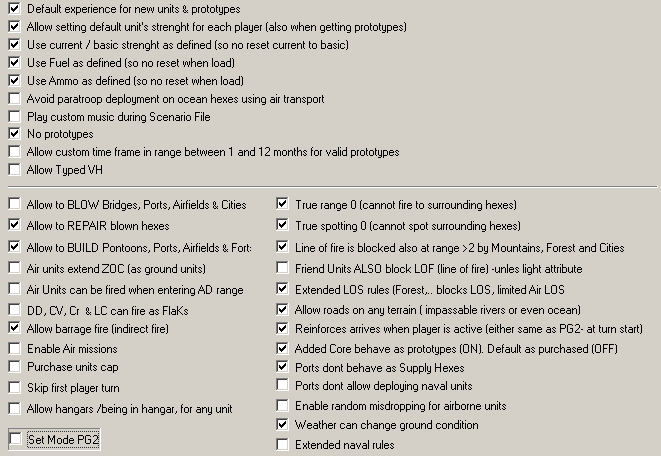 Default experience for new units & prototypes
Allow setting default unit's strenght for each player (also when getting prototypes)
Use current / basic strenght as defined (so no reset current to basic)
Use Fuel as defined (so no reset when load)
Use Ammo as defined (so no reset when load)
Avoid paratroop deployment on ocean hexes using air transport
Play custom music during Scenario File
No prototypes
Allow custom time frame in range between 1 and 12 months for valid prototypes
Allow Typed VH
Allow to BLOW Bridges, Ports, Airfields & Cities
Allow to REPAIR blown hexes
Allow to BUILD Pontoons, Ports, Airfields & Forts
Air units extend ZOC (as ground units)
Air Units can be fired when entering AD range
DD, CV, Cr & LC can fire as FlaKs
Allow barrage fire (indirect fire)
Enable Air missions
Purchase units cap
Skip first player turn
Allow hangars /being in hangar, for any unit
Set Mode PG2
True range 0 (cannot fire to surrounding hexes)
True spotting 0 (cannot spot surrounding hexes)
Line of fire is blocked also at range >2 by Mountains, Forest and Cities
Friend Units ALSO block LOF (line of fire) -unles light attribute
Extended LOS rules (Forest,.. blocks LOS, limited Air LOS
Allow roads on any terrain ( impassable rivers or even ocean)
Reinforces arrives when player is active (either same as PG2- at turn start)
Added Core behave as prototypes (ON). Default as purchased (OFF)
Ports dont behave as Supply Hexes
Ports dont allow deploying naval units
Enable random misdropping for airborne units
Weather can change ground condition
Extended naval rules